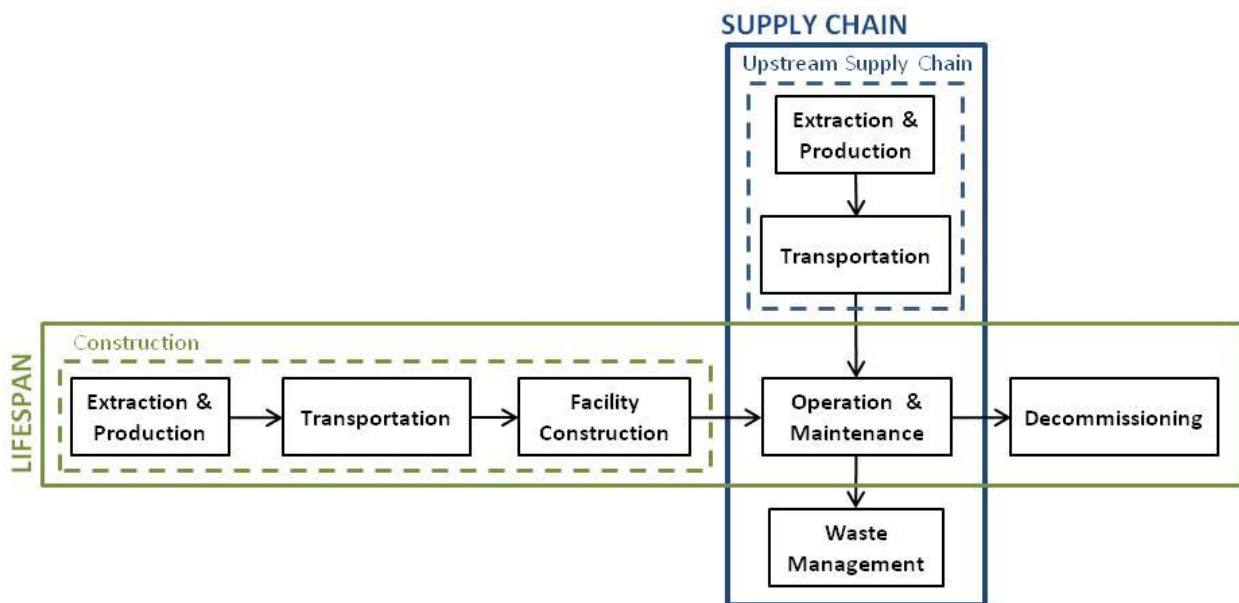 SUPPLY CHAIN
Upstream Supply Chain
Extraction &
Production
Transportation
LIFESPAN
Construction
Extraction &
Production
Transportation
Facility
Construction
Operation &
Maintenance
Decommissioning
Waste
Management